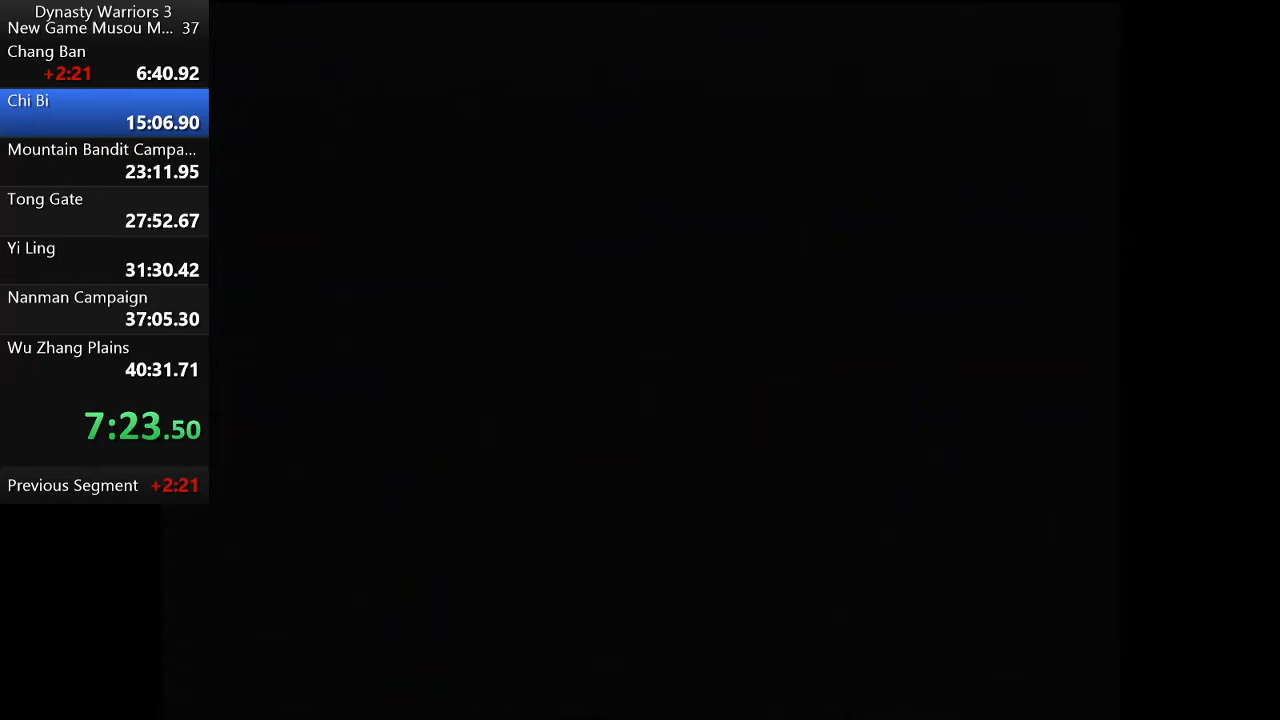 Dynasty Warriors 3
New Game Musou M... 37
Chang Ban
+2:21 6:40.92
Chi Bi
15:06.90
Mountain Bandit Campa...
23:11.95
Tong Gate
27:52.67
Yi Ling
31:30.42
Nanman Campaign
37:05.30
Wu Zhang Plains
40:31.71
7:23.50
Previous Segment +2:21